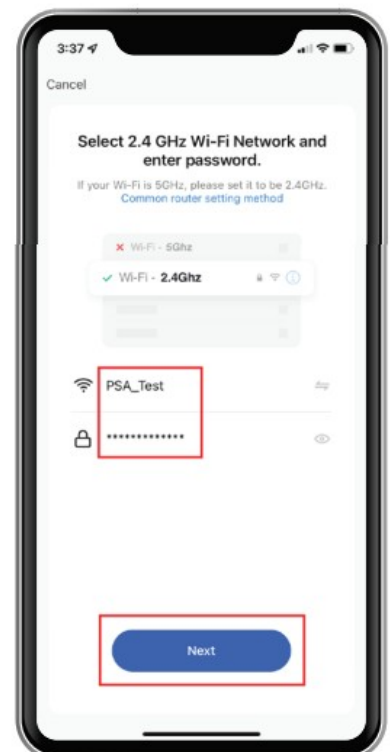 3:37
Cancel
Select 2.4 GHz Wi-Fi Network and
enter password.
If your Wi-Fi is 5GHz, please set it to be 2.4GHz.
Common router setting method
Wi-Fi - 5Ghz
Wi-Fi - 2.4Ghz
PSA_Test
*************
Next